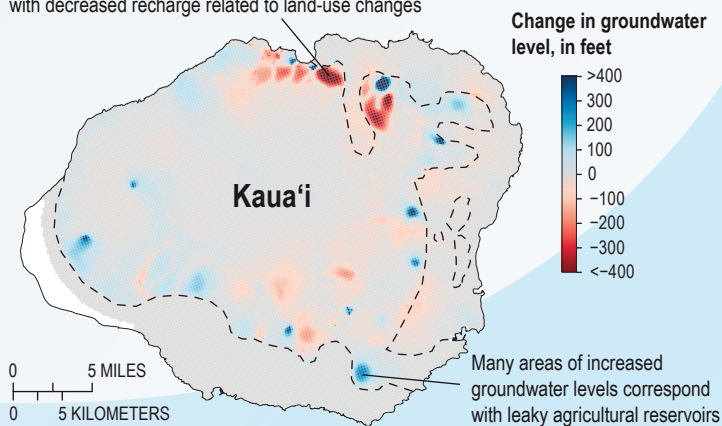 with decreased recharge related to land-use changes
Change in groundwater
level, in feet
>400
300
200
100
0
−100
−200
−300
<−400
Kauaʻi
0 5 MILES
0 5 KILOMETERS
Many areas of increased
groundwater levels correspond
with leaky agricultural reservoirs